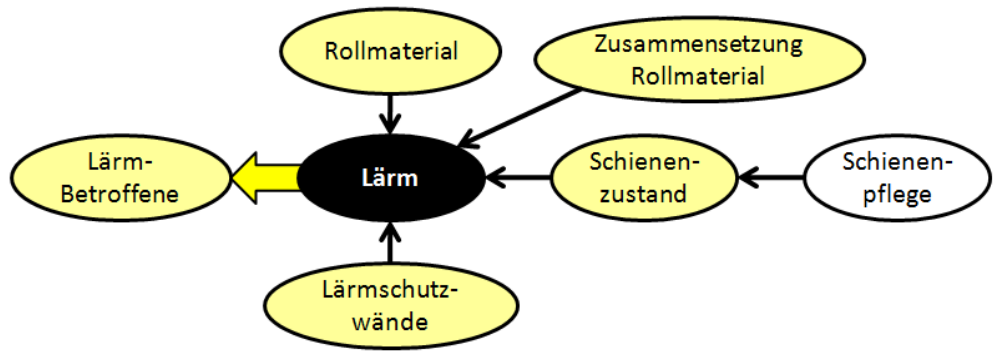 Rollmaterial
Zusammensetzung
Rollmaterial
Lärm-
Betroffene
Lärm
Schienen-
zustand
Schienen-
pflege
Lärmschutz-
wände